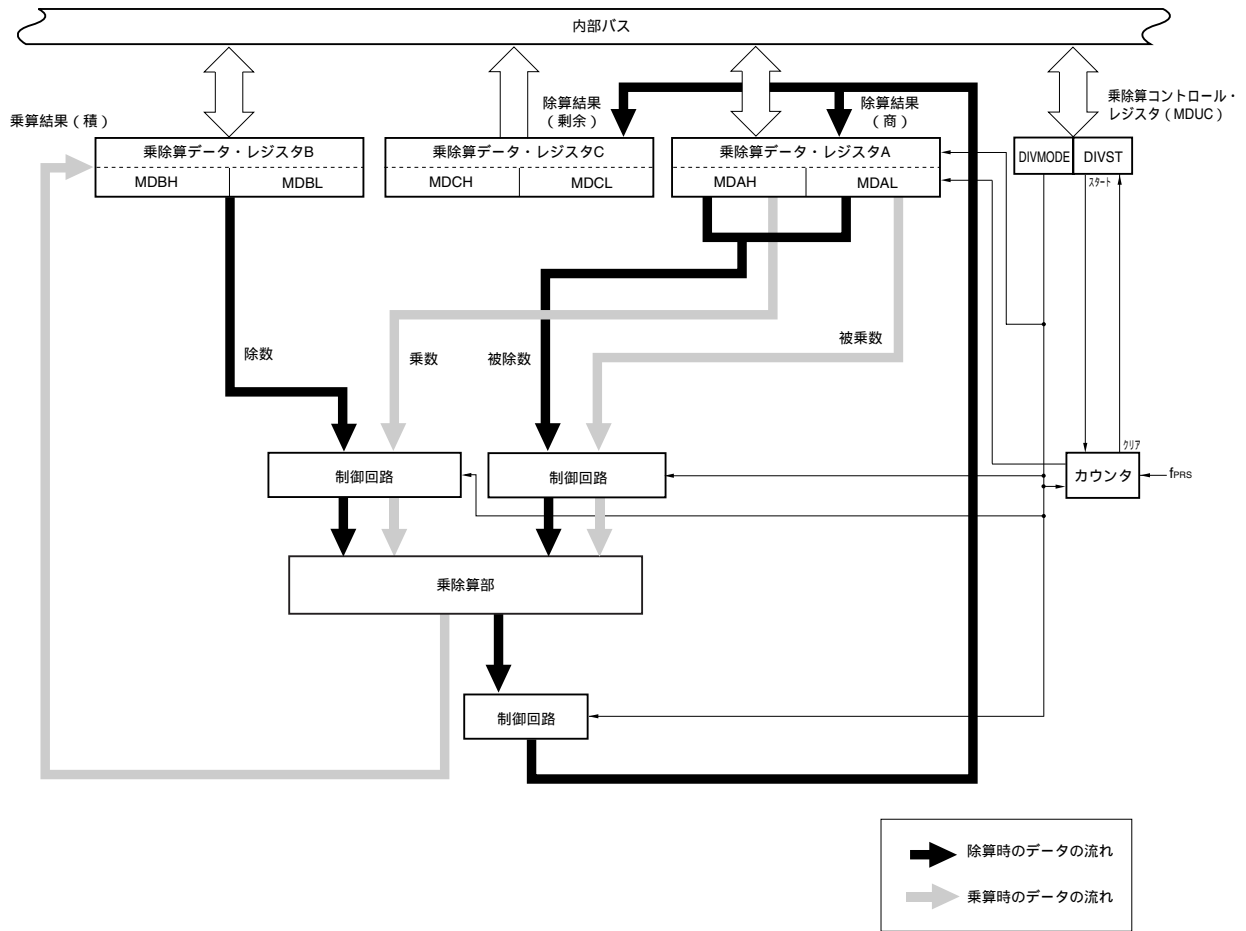 内部バス
乗算結果（積）
除算結果
（剰余）
除算結果
（商）
乗除算コントロール・
レジスタ（MDUC）
乗除算データ・レジスタB
MDBH
MDBL
乗除算データ・レジスタC
MDCH
MDCL
乗除算データ・レジスタA
MDAH
MDAL
DIVMODE
DIVST
ｽﾀｰﾄ
除数
乗数
被除数
被乗数
ｸﾘｱ
制御回路
制御回路
カウンタ
fPRS
乗除算部
制御回路
除算時のデータの流れ
乗算時のデータの流れ